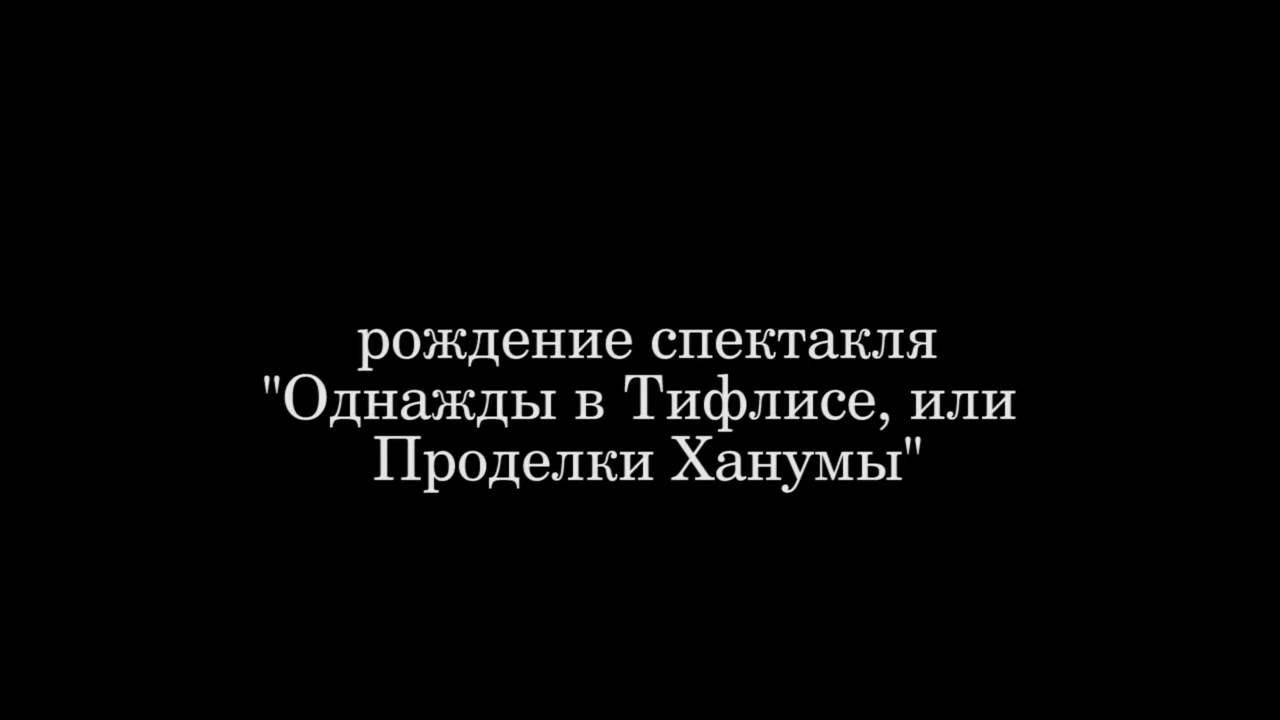 рождение спектакля
"Однажды в Тифлисе, или
Проделки Ханумы"